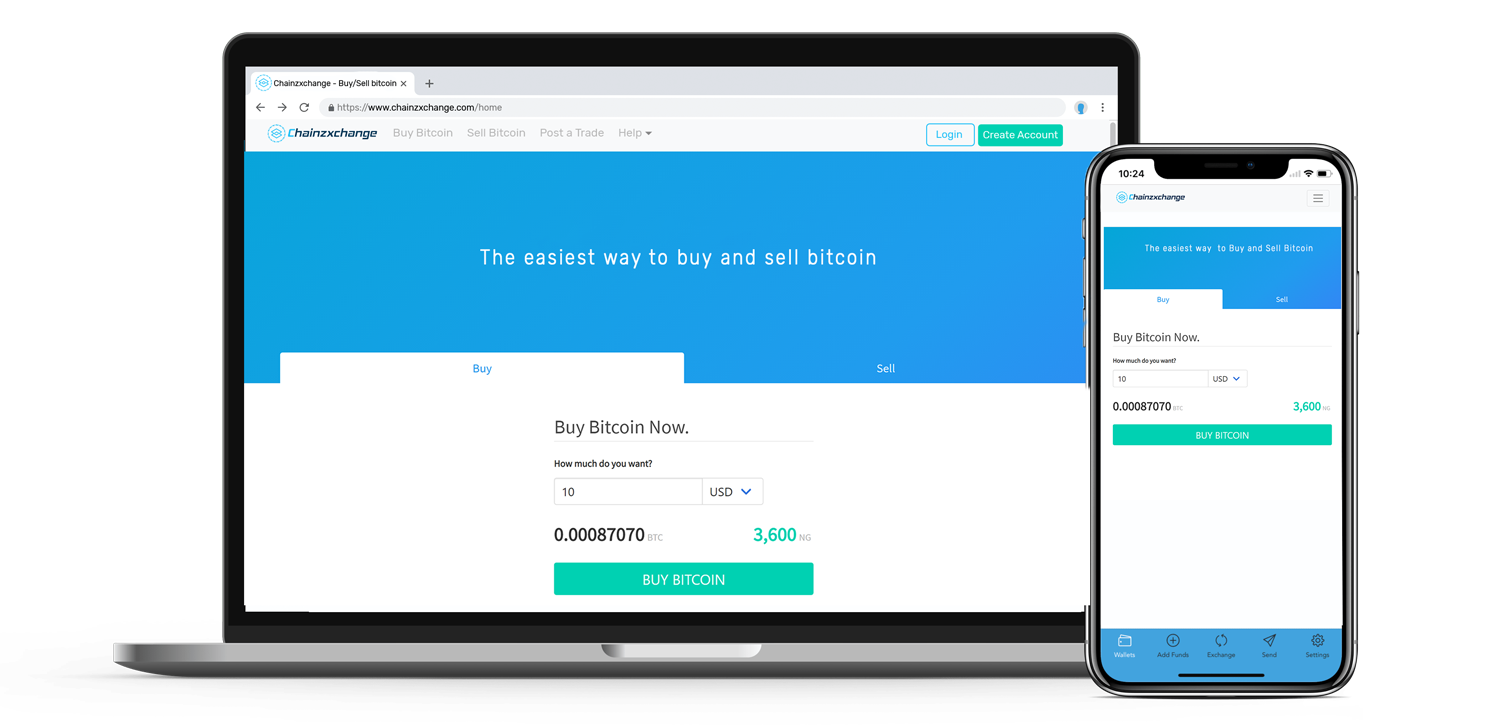 Chainzxchange - Buy/Sell bitcoin
https://www.chainzxchange.com/home
Chainzxchange Buy Bitcoin Sell Bitcoin Post a Trade Help Login Create Account
The easiest way to buy and sell bitcoin
Buy Sell
Buy Bitcoin Now.
How much do you want?
10 USD
0.00087070 BTC 3,600 NG
BUY BITCOIN
10:24
Chainzxchange
The easiest way to Buy and Sell Bitcoin
Buy Sell
Buy Bitcoin Now.
How much do you want?
10 USD
0.00087070 BTC 3,600 NG
BUY BITCOIN
Wallets Add Funds Exchange Send Settings